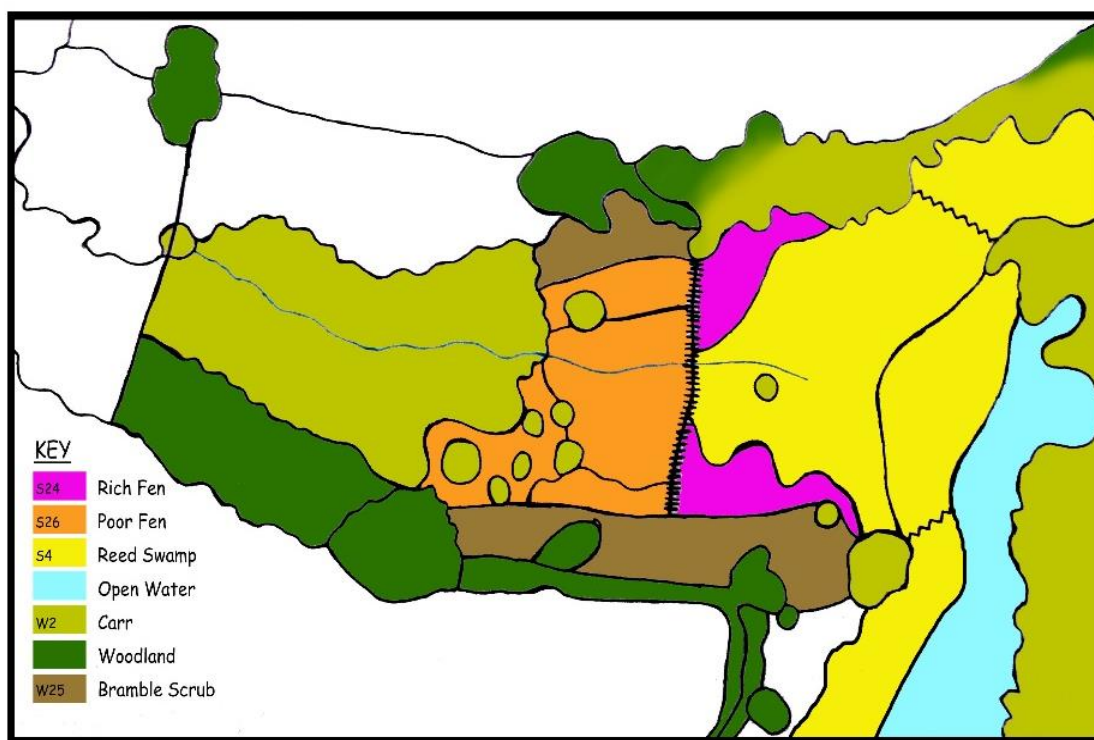 KEY
S24 Rich Fen
S26 Poor Fen
S4 Reed Swamp
Open Water
W2 Carr
Woodland
W25 Bramble Scrub